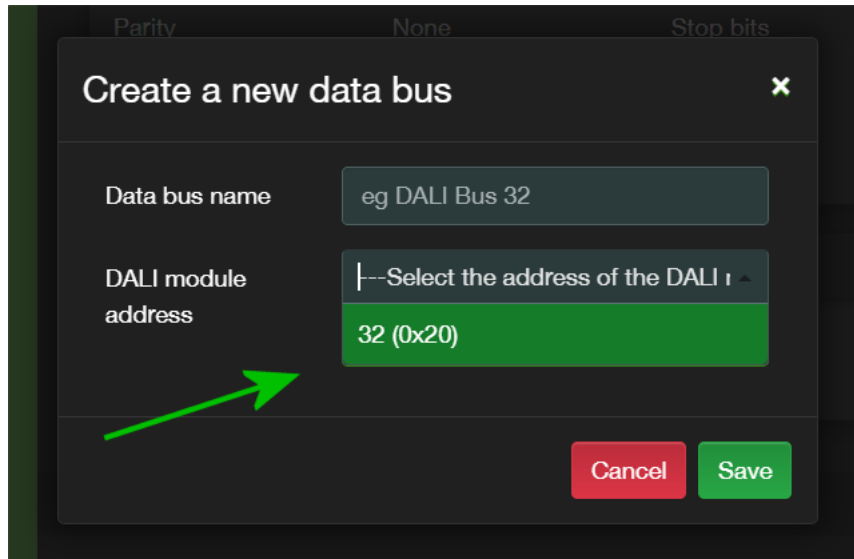 Parity None Stop bits
Create a new data bus ×
Data bus name eg DALI Bus 32
DALI module ---Select the address of the DALI
address
32 (0x20)
Cancel Save